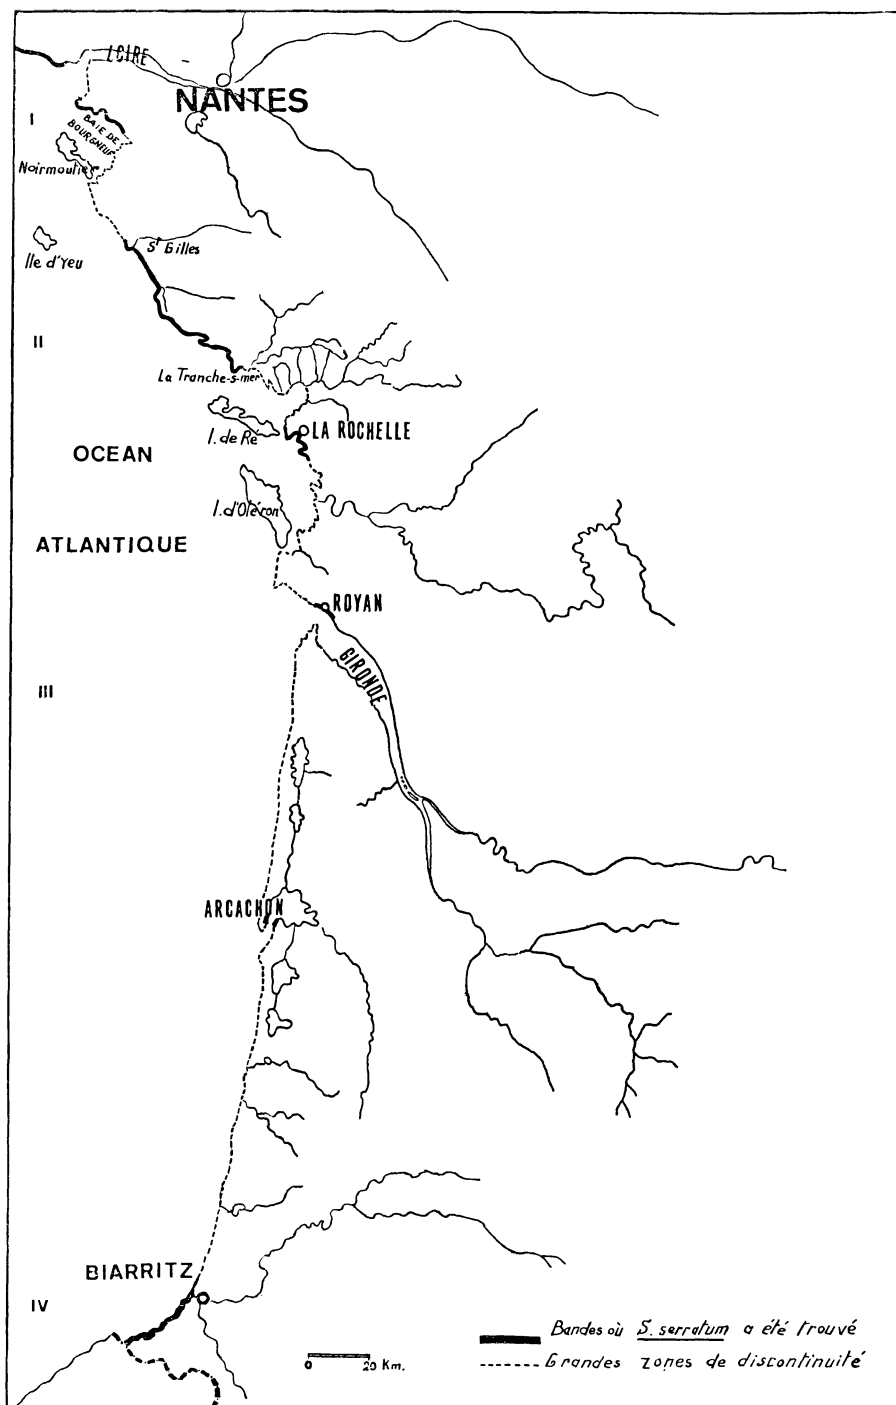 LOIRE
NANTES
I
BAIE DE
BOURGNEUF
Noirmoutier
St Gilles
Ile d'Yeu
II
La Tranche-s-mer
I. de Ré
LA ROCHELLE
OCEAN
I. d'Oléron
ATLANTIQUE
ROYAN
GIRONDE
III
ARCACHON
BIARRITZ
IV
Bandes où S. serratum a été trouvé
0 20 Km.
Grandes zones de discontinuité